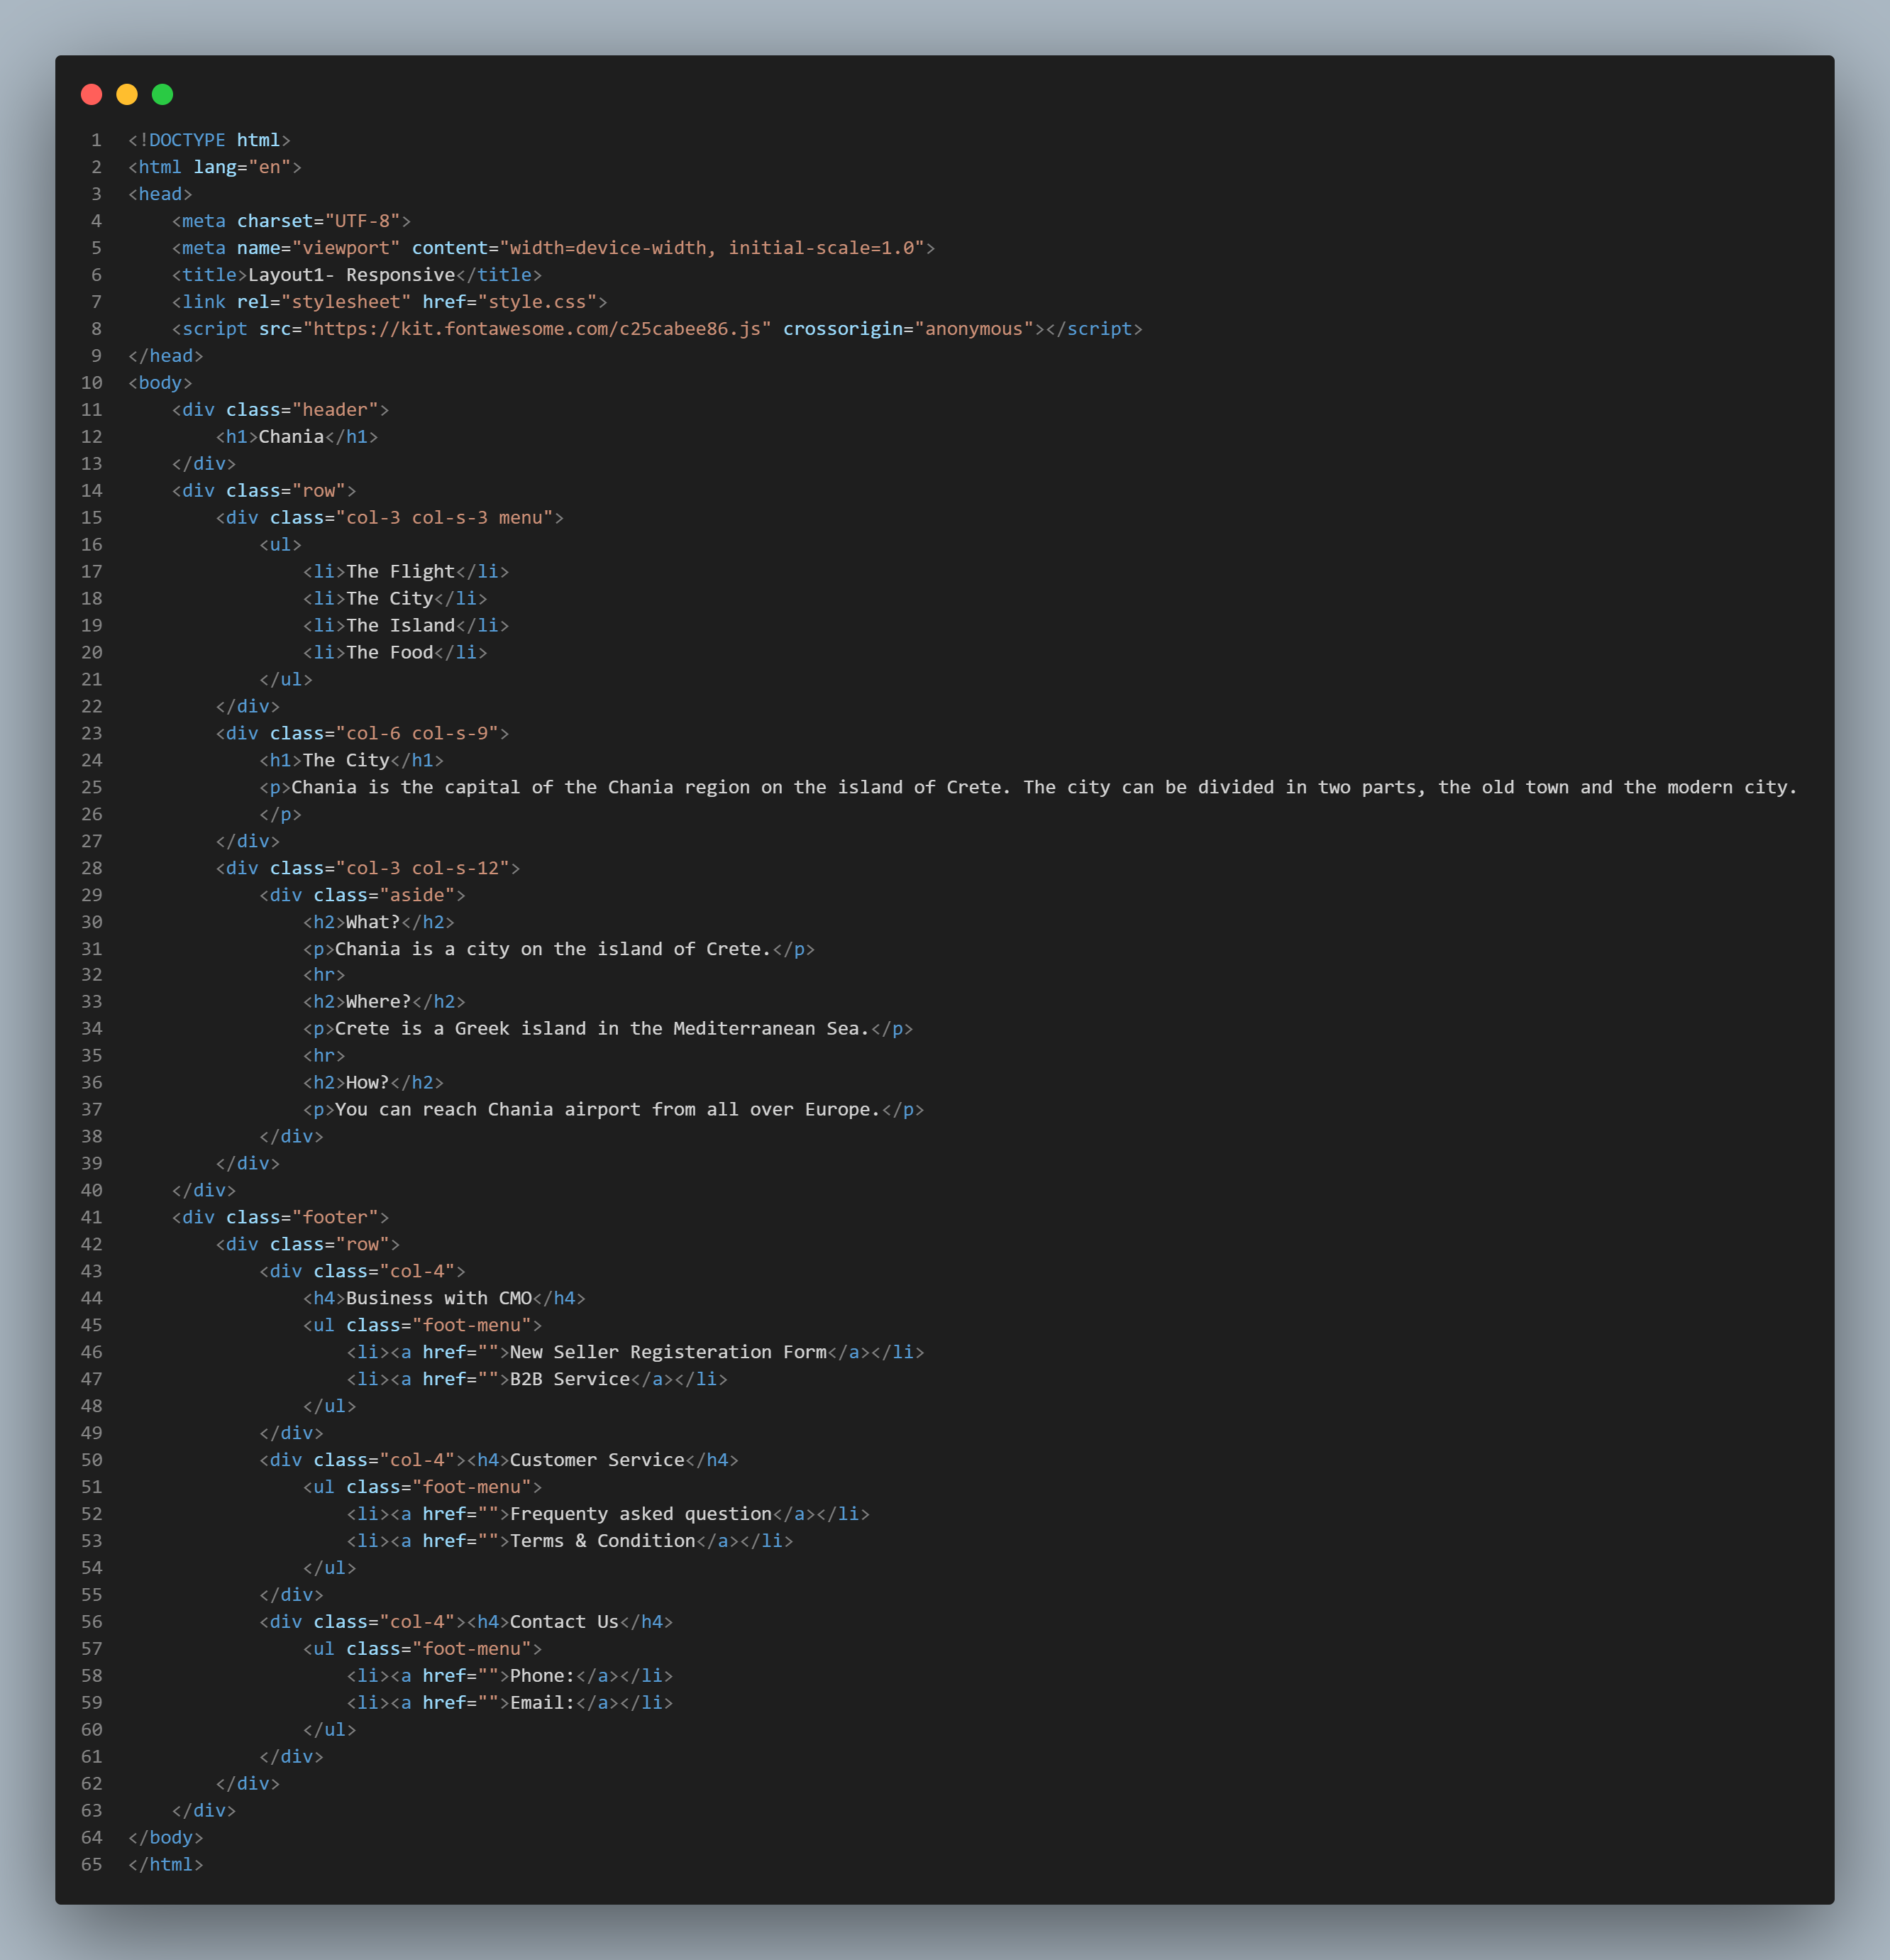 1 <!DOCTYPE html>
2 <html lang="en">
3 <head>
4     <meta charset="UTF-8">
5     <meta name="viewport" content="width=device-width, initial-scale=1.0">
6     <title>Layout1- Responsive</title>
7     <link rel="stylesheet" href="style.css">
8     <script src="https://kit.fontawesome.com/c25cabee86.js" crossorigin="anonymous"></script>
9 </head>
10 <body>
11     <div class="header">
12         <h1>Chania</h1>
13     </div>
14     <div class="row">
15         <div class="col-3 col-s-3 menu">
16             <ul>
17                 <li>The Flight</li>
18                 <li>The City</li>
19                 <li>The Island</li>
20                 <li>The Food</li>
21             </ul>
22         </div>
23         <div class="col-6 col-s-9">
24             <h1>The City</h1>
25             <p>Chania is the capital of the Chania region on the island of Crete. The city can be divided in two parts, the old town and the modern city.
26             </p>
27         </div>
28         <div class="col-3 col-s-12">
29             <div class="aside">
30                 <h2>What?</h2>
31                 <p>Chania is a city on the island of Crete.</p>
32                 <hr>
33                 <h2>Where?</h2>
34                 <p>Crete is a Greek island in the Mediterranean Sea.</p>
35                 <hr>
36                 <h2>How?</h2>
37                 <p>You can reach Chania airport from all over Europe.</p>
38             </div>
39         </div>
40     </div>
41     <div class="footer">
42         <div class="row">
43             <div class="col-4">
44                 <h4>Business with CMO</h4>
45                 <ul class="foot-menu">
46                     <li><a href="">New Seller Registeration Form</a></li>
47                     <li><a href="">B2B Service</a></li>
48                 </ul>
49             </div>
50             <div class="col-4"><h4>Customer Service</h4>
51                 <ul class="foot-menu">
52                     <li><a href="">Frequenty asked question</a></li>
53                     <li><a href="">Terms & Condition</a></li>
54                 </ul>
55             </div>
56             <div class="col-4"><h4>Contact Us</h4>
57                 <ul class="foot-menu">
58                     <li><a href="">Phone:</a></li>
59                     <li><a href="">Email:</a></li>
60                 </ul>
61             </div>
62         </div>
63     </div>
64 </body>
65 </html>